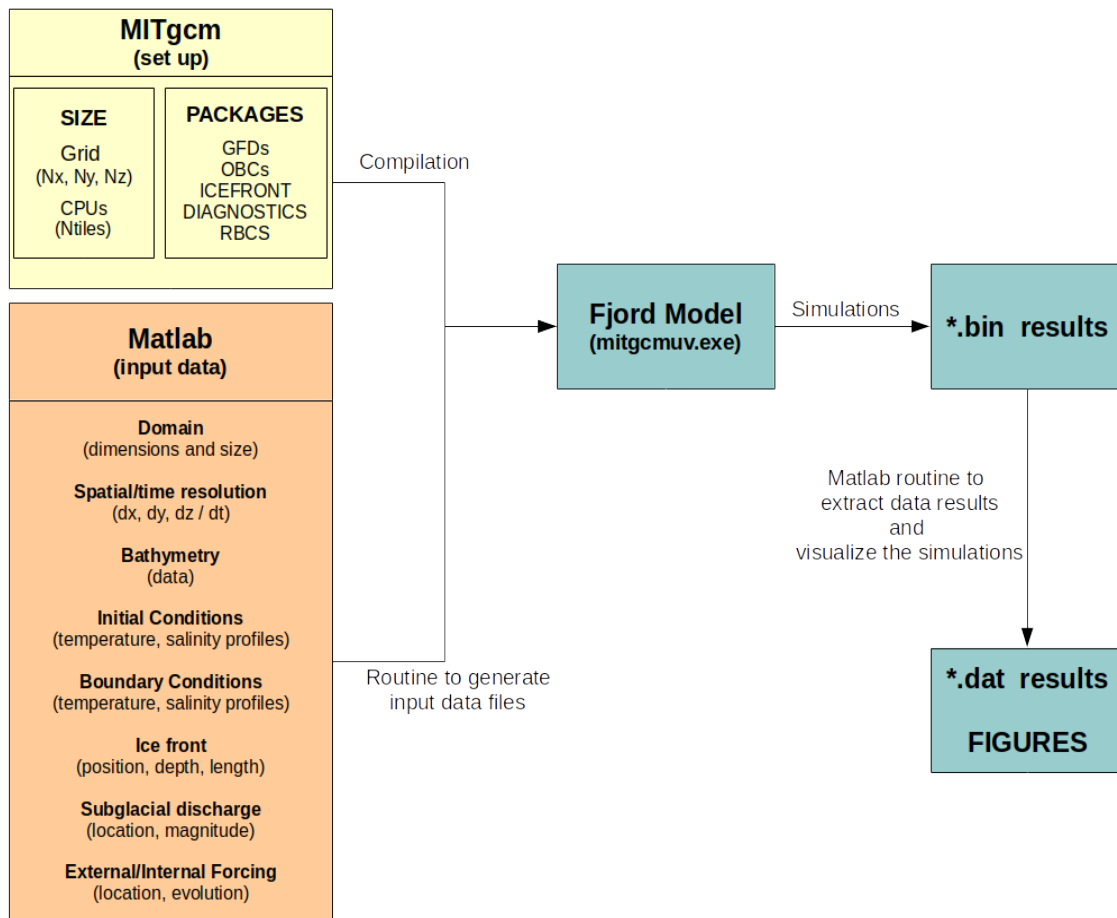 MITgcm
(set up)
SIZE
Grid
(Nx, Ny, Nz)
CPUs
(Ntiles)
PACKAGES
GFDs
OBCs
ICEFRONT
DIAGNOSTICS
RBCS
Compilation
Matlab
(input data)
Domain
(dimensions and size)
Spatial/time resolution
(dx, dy, dz / dt)
Bathymetry
(data)
Initial Conditions
(temperature, salinity profiles)
Boundary Conditions
(temperature, salinity profiles)
Ice front
(position, depth, length)
Subglacial discharge
(location, magnitude)
External/Internal Forcing
(location, evolution)
Routine to generate
input data files
Fjord Model
(mitgcmuv.exe)
Simulations
*.bin results
Matlab routine to
extract data results
and
visualize the simulations
*.dat results
FIGURES